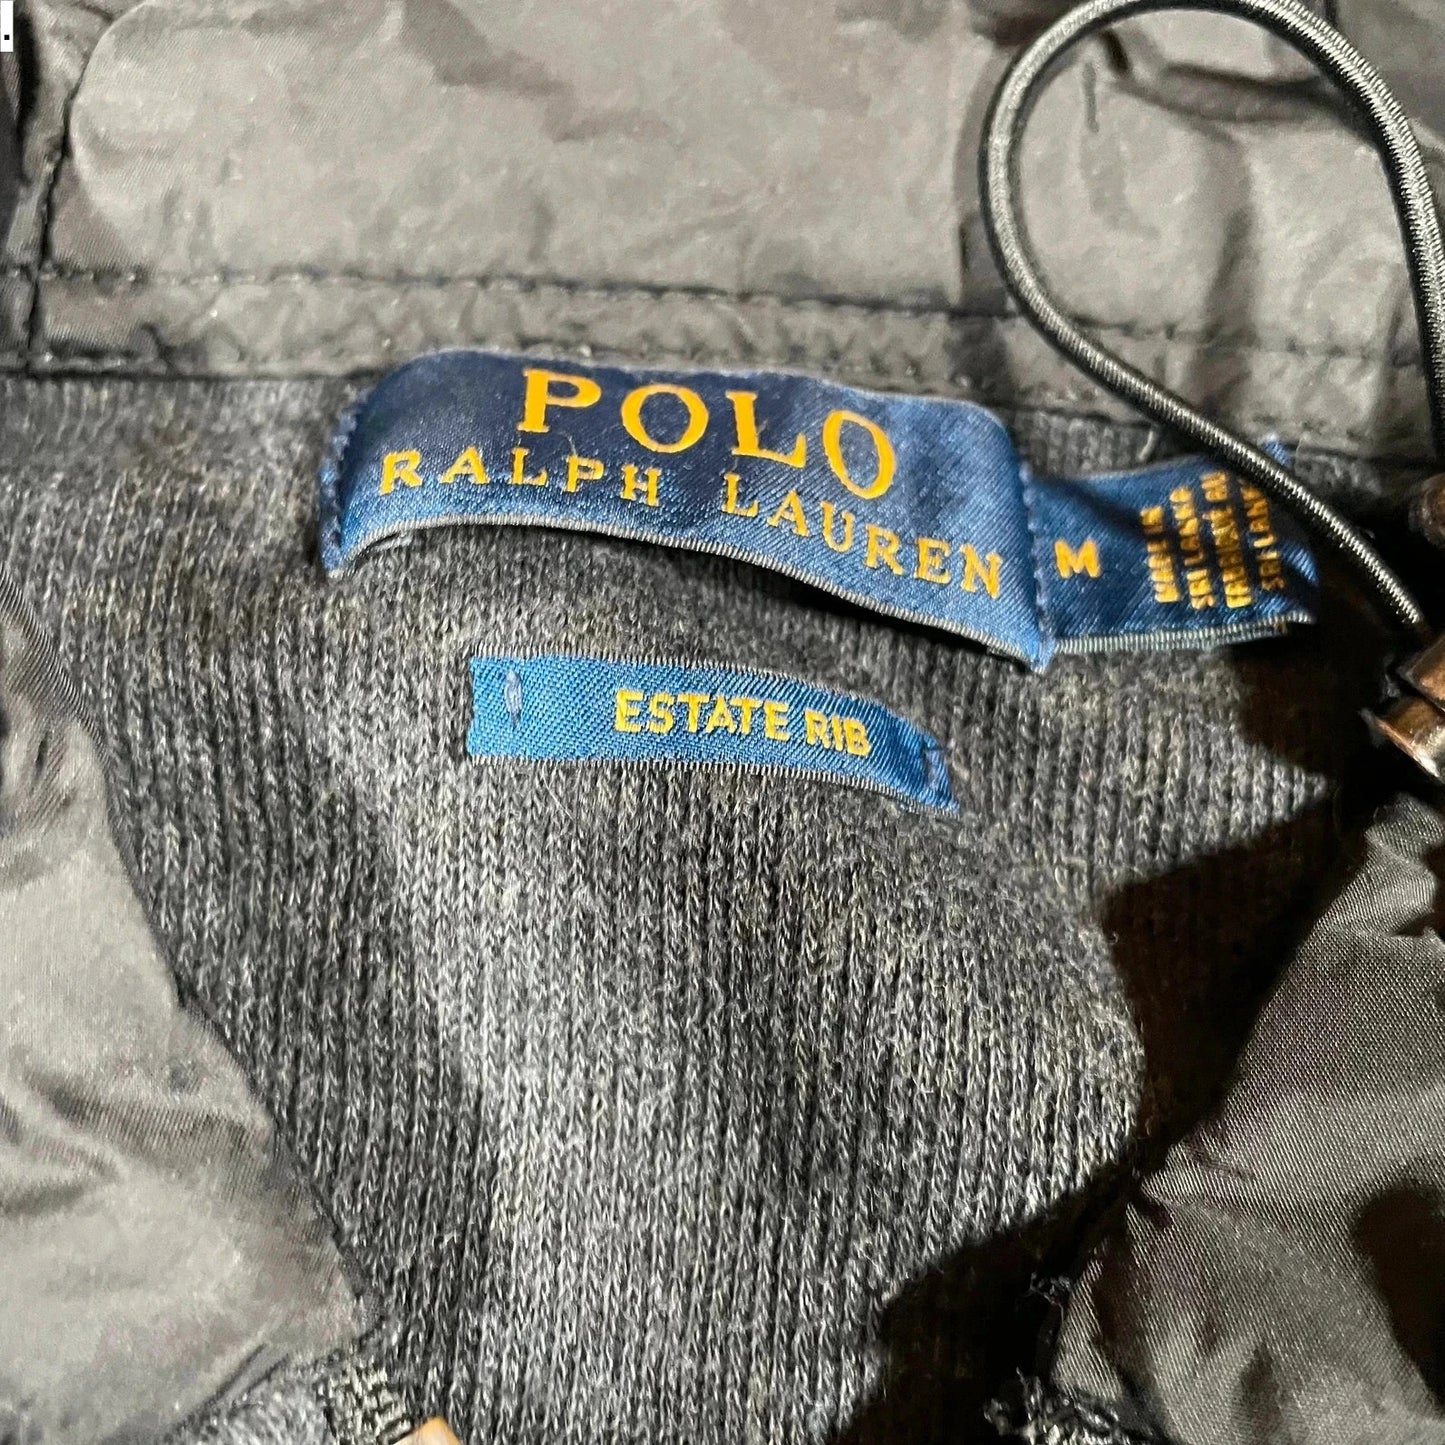 .
POLO
RALPH LAUREN
M
MADE IN
SRI LANKA
FABRIQUÉ AU
SRI LANKA
ESTATE RIB